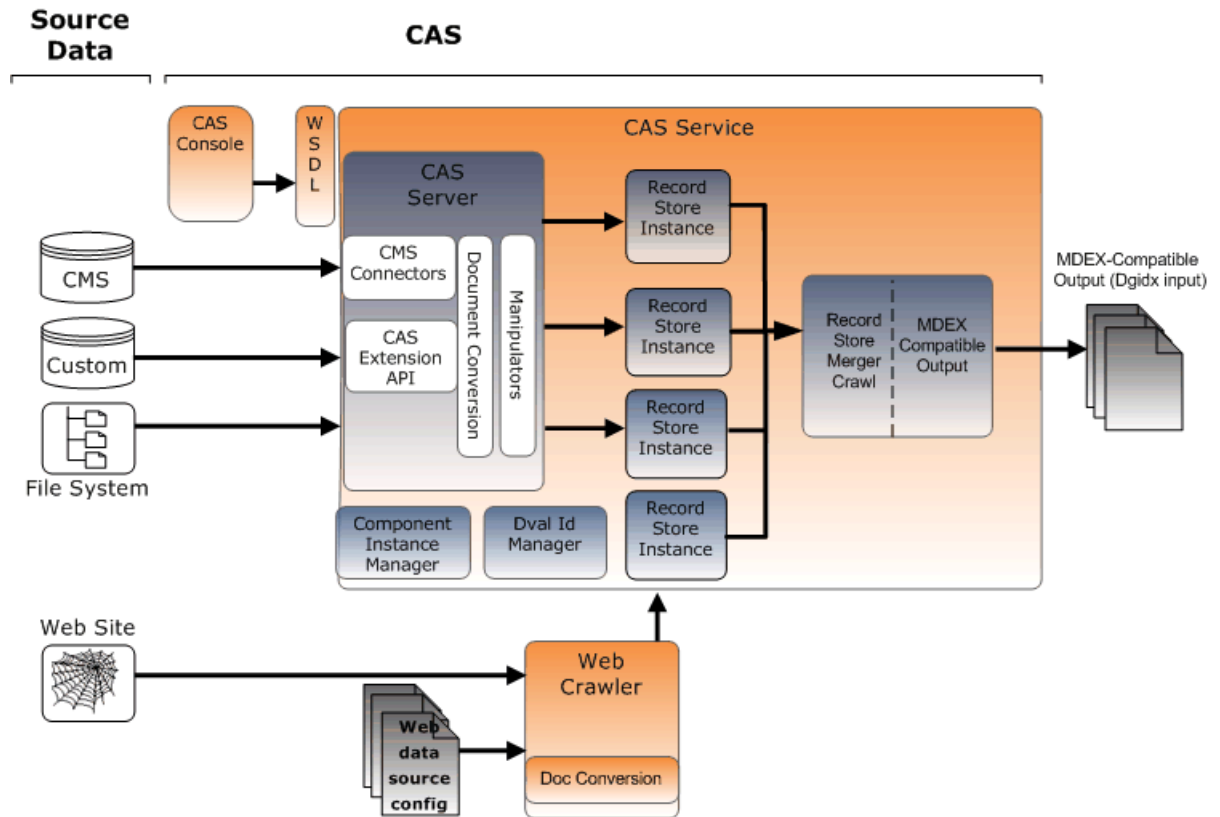 Source
Data
CAS
CAS
Console
W
S
D
L
CAS Service
CAS
Server
CMS
Connectors
CAS
Extension
API
Document Conversion
Manipulators
Record
Store
Instance
Record
Store
Instance
Record
Store
Instance
Record
Store
Instance
Record
Store
Merger
Crawl
MDEX
Compatible
Output
MDEX-Compatible
Output (Dgidx input)
CMS
Custom
File System
Component
Instance
Manager
Dval Id
Manager
Web Site
Web
Crawler
Web
data
source
config
Doc Conversion